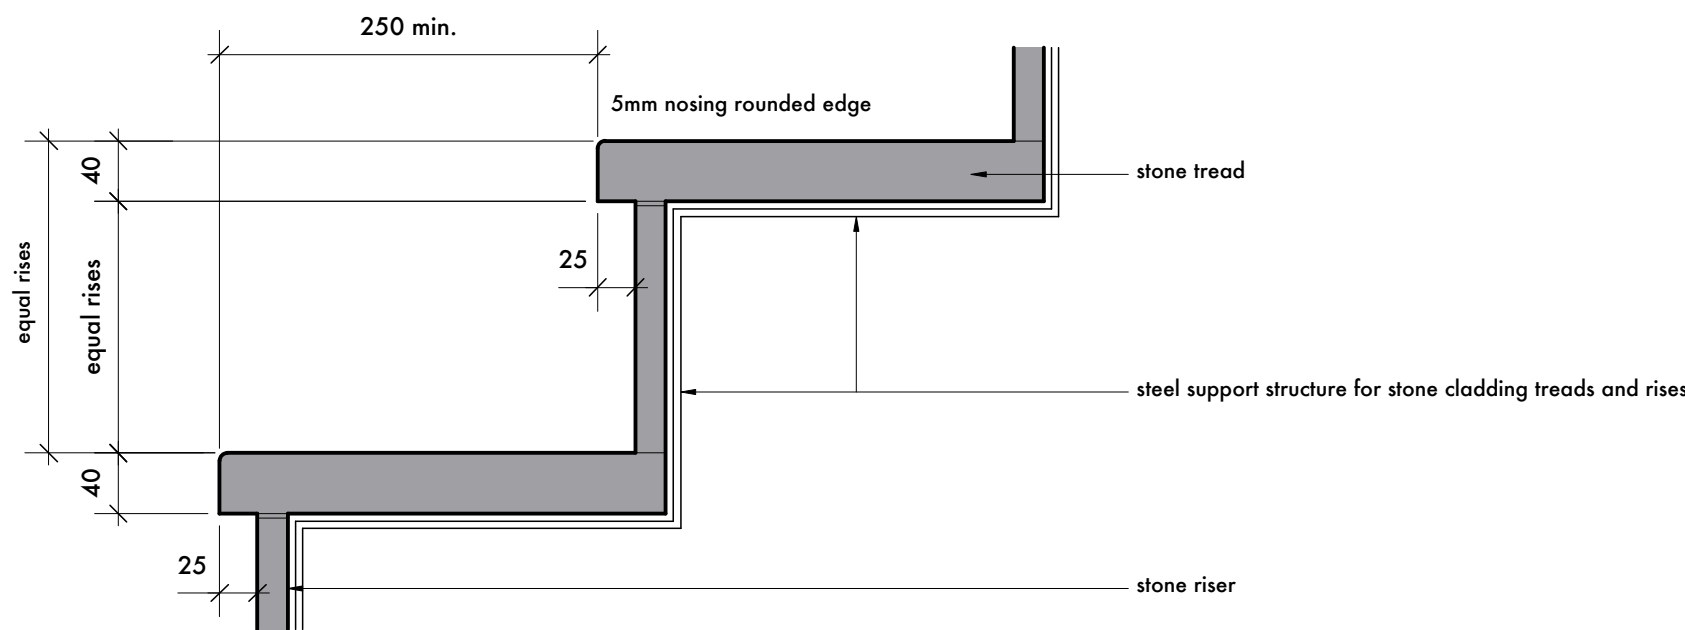 250 min.
5mm nosing rounded edge
40
stone tread
equal rises
equal rises
25
steel support structure for stone cladding treads and rises
40
25
stone riser